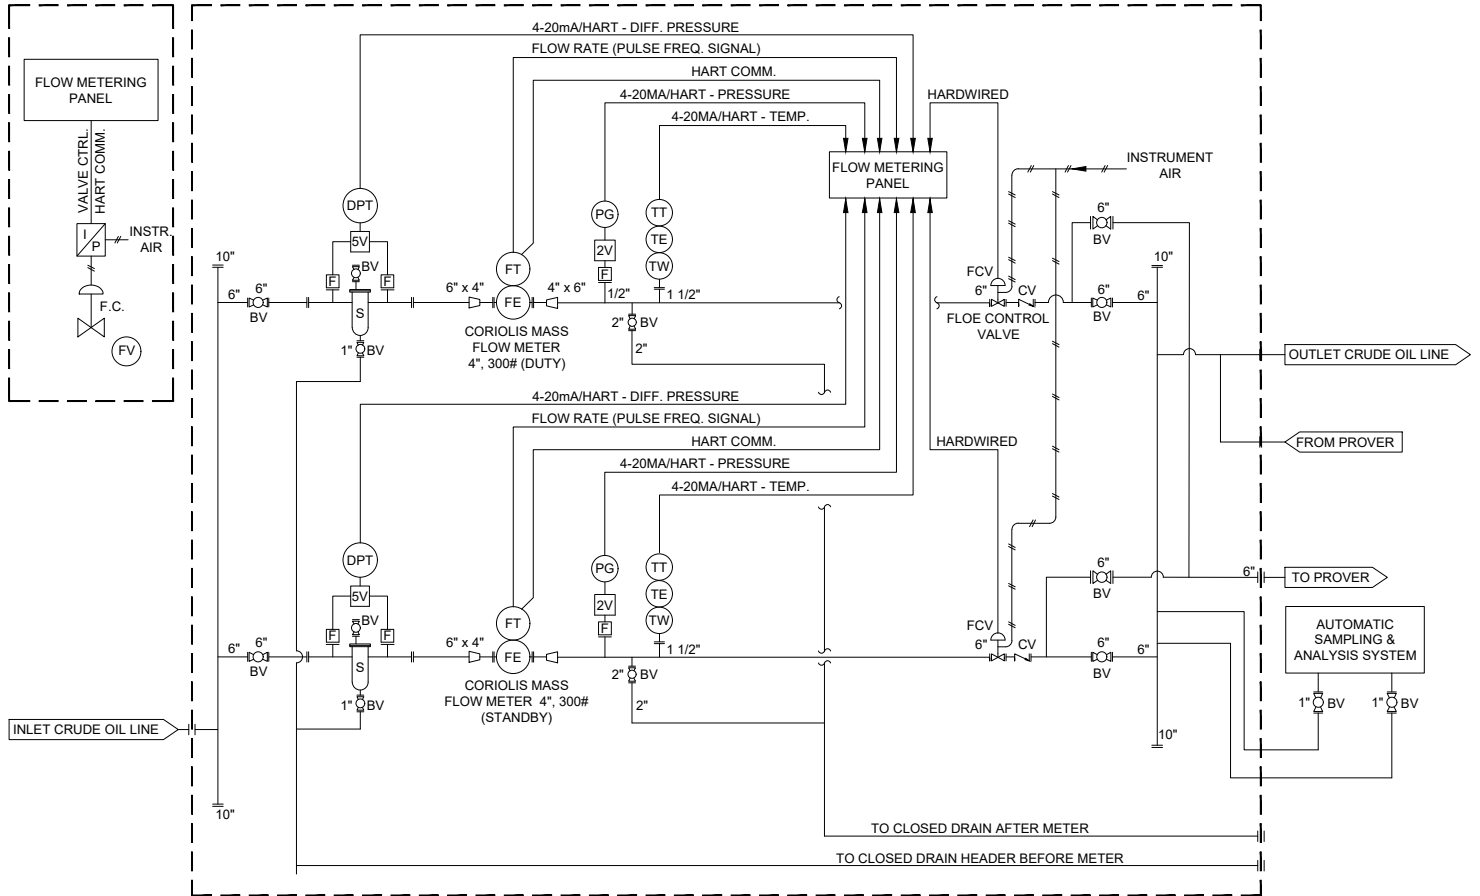 FLOW METERING
PANEL
VALVE CTRL.
HART COMM.
I
P
INSTR.
AIR
F.C.
FV
4-20mA/HART - DIFF. PRESSURE
FLOW RATE (PULSE FREQ. SIGNAL)
HART COMM.
4-20MA/HART - PRESSURE
4-20MA/HART - TEMP.
HARDWIRED
FLOW METERING
PANEL
INSTRUMENT
AIR
DPT
5V
F
BV
F
S
1" BV
10"
6"
6"
BV
6" x 4"
FT
FE
4" x 6"
CORIOLIS MASS
FLOW METER
4", 300# (DUTY)
PG
2V
F
1/2"
TT
TE
TW
1 1/2"
2" BV
2"
FCV
6"
CV
FLOE CONTROL
VALVE
6"
BV
6"
BV
6"
10"
OUTLET CRUDE OIL LINE
FROM PROVER
4-20mA/HART - DIFF. PRESSURE
FLOW RATE (PULSE FREQ. SIGNAL)
HART COMM.
4-20MA/HART - PRESSURE
4-20MA/HART - TEMP.
HARDWIRED
DPT
5V
F
BV
F
S
1" BV
6"
6"
BV
6" x 4"
FT
FE
4" x 6"
CORIOLIS MASS
FLOW METER 4", 300#
(STANDBY)
PG
2V
F
TT
TE
TW
1 1/2"
2" BV
2"
FCV
6"
CV
6"
BV
6"
BV
6"
10"
6"
TO PROVER
AUTOMATIC
SAMPLING &
ANALYSIS SYSTEM
1" BV
1" BV
INLET CRUDE OIL LINE
10"
TO CLOSED DRAIN AFTER METER
TO CLOSED DRAIN HEADER BEFORE METER